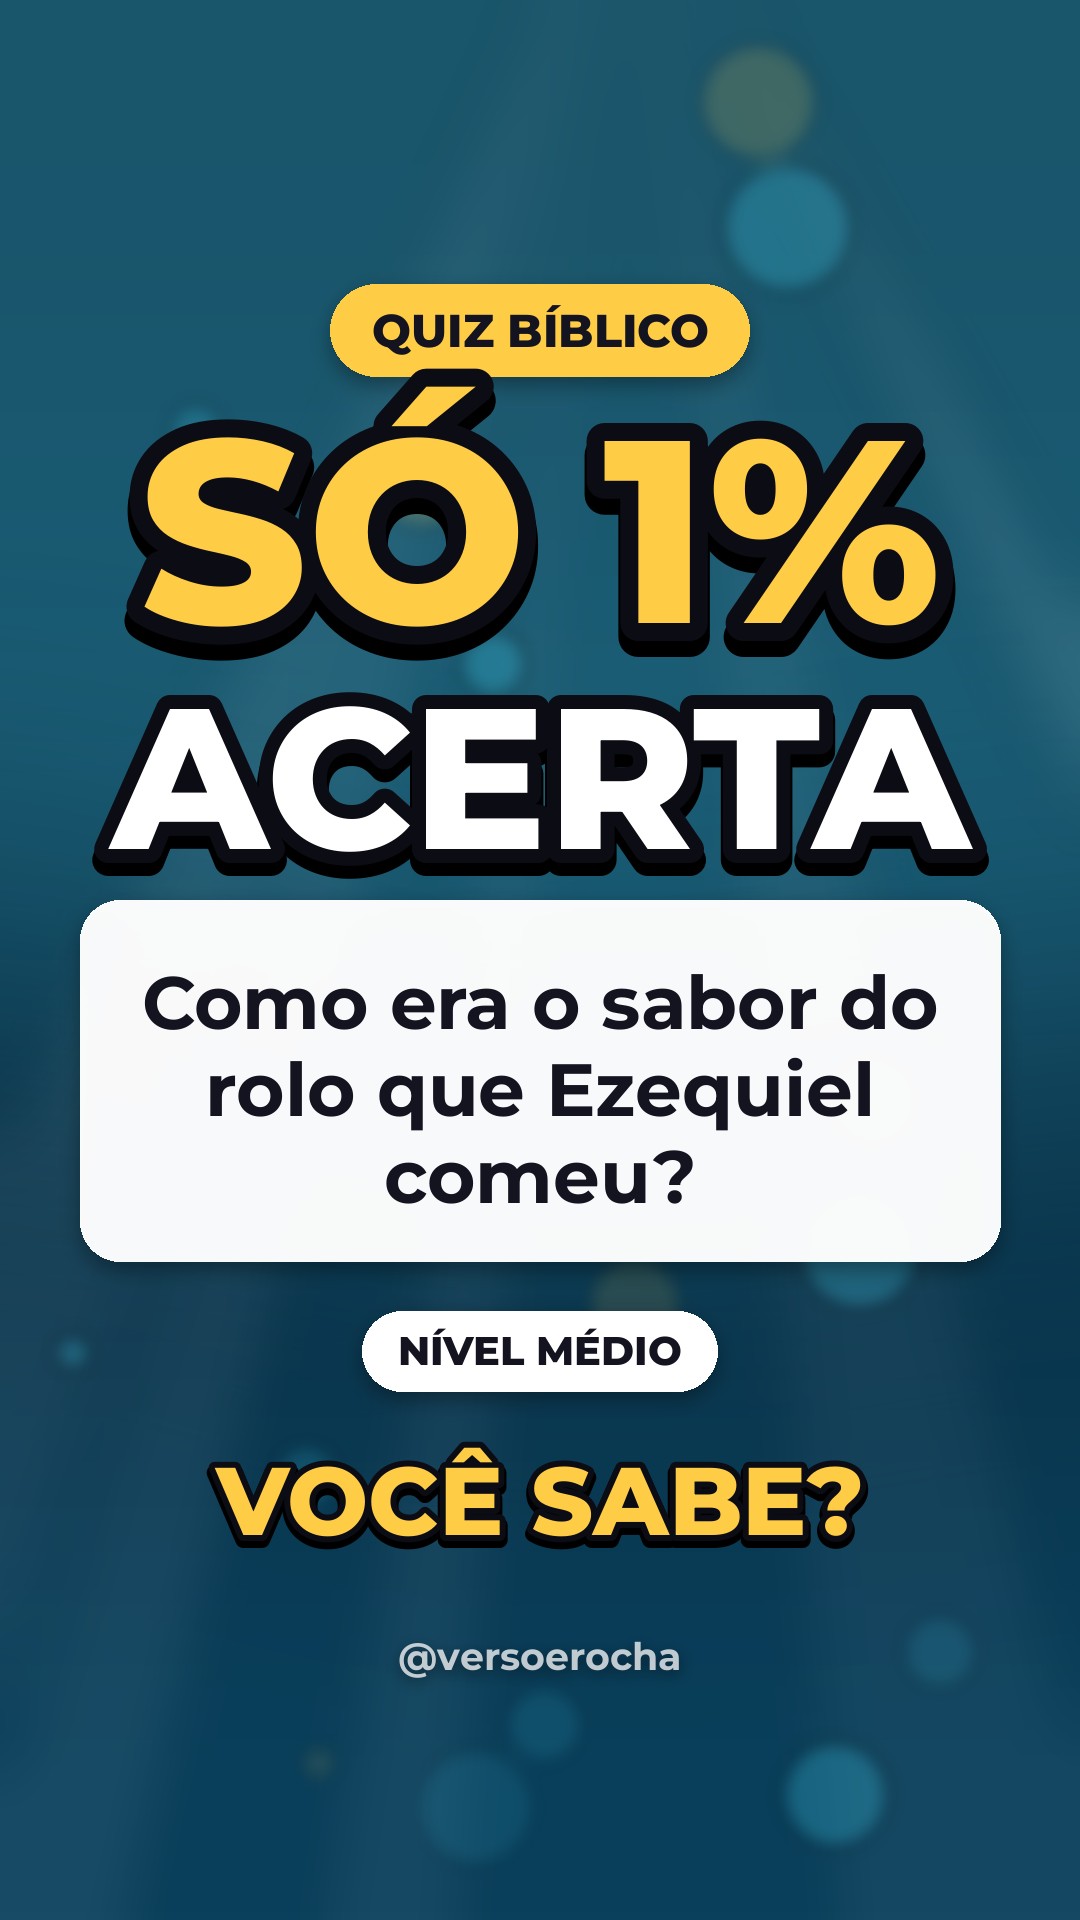 QUIZ BÍBLICO
SÓ 1%
ACERTA
Como era o sabor do
rolo que Ezequiel
comeu?
NÍVEL MÉDIO
VOCÊ SABE?
@versoerocha